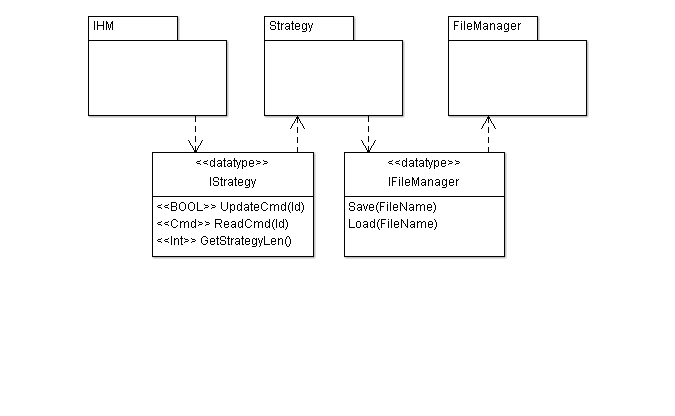 IHM
Strategy
FileManager
<<datatype>>
IStrategy
<<BOOL>> UpdateCmd(Id)
<<Cmd>> ReadCmd(Id)
<<Int>> GetStrategyLen()
<<datatype>>
IFileManager
Save(FileName)
Load(FileName)